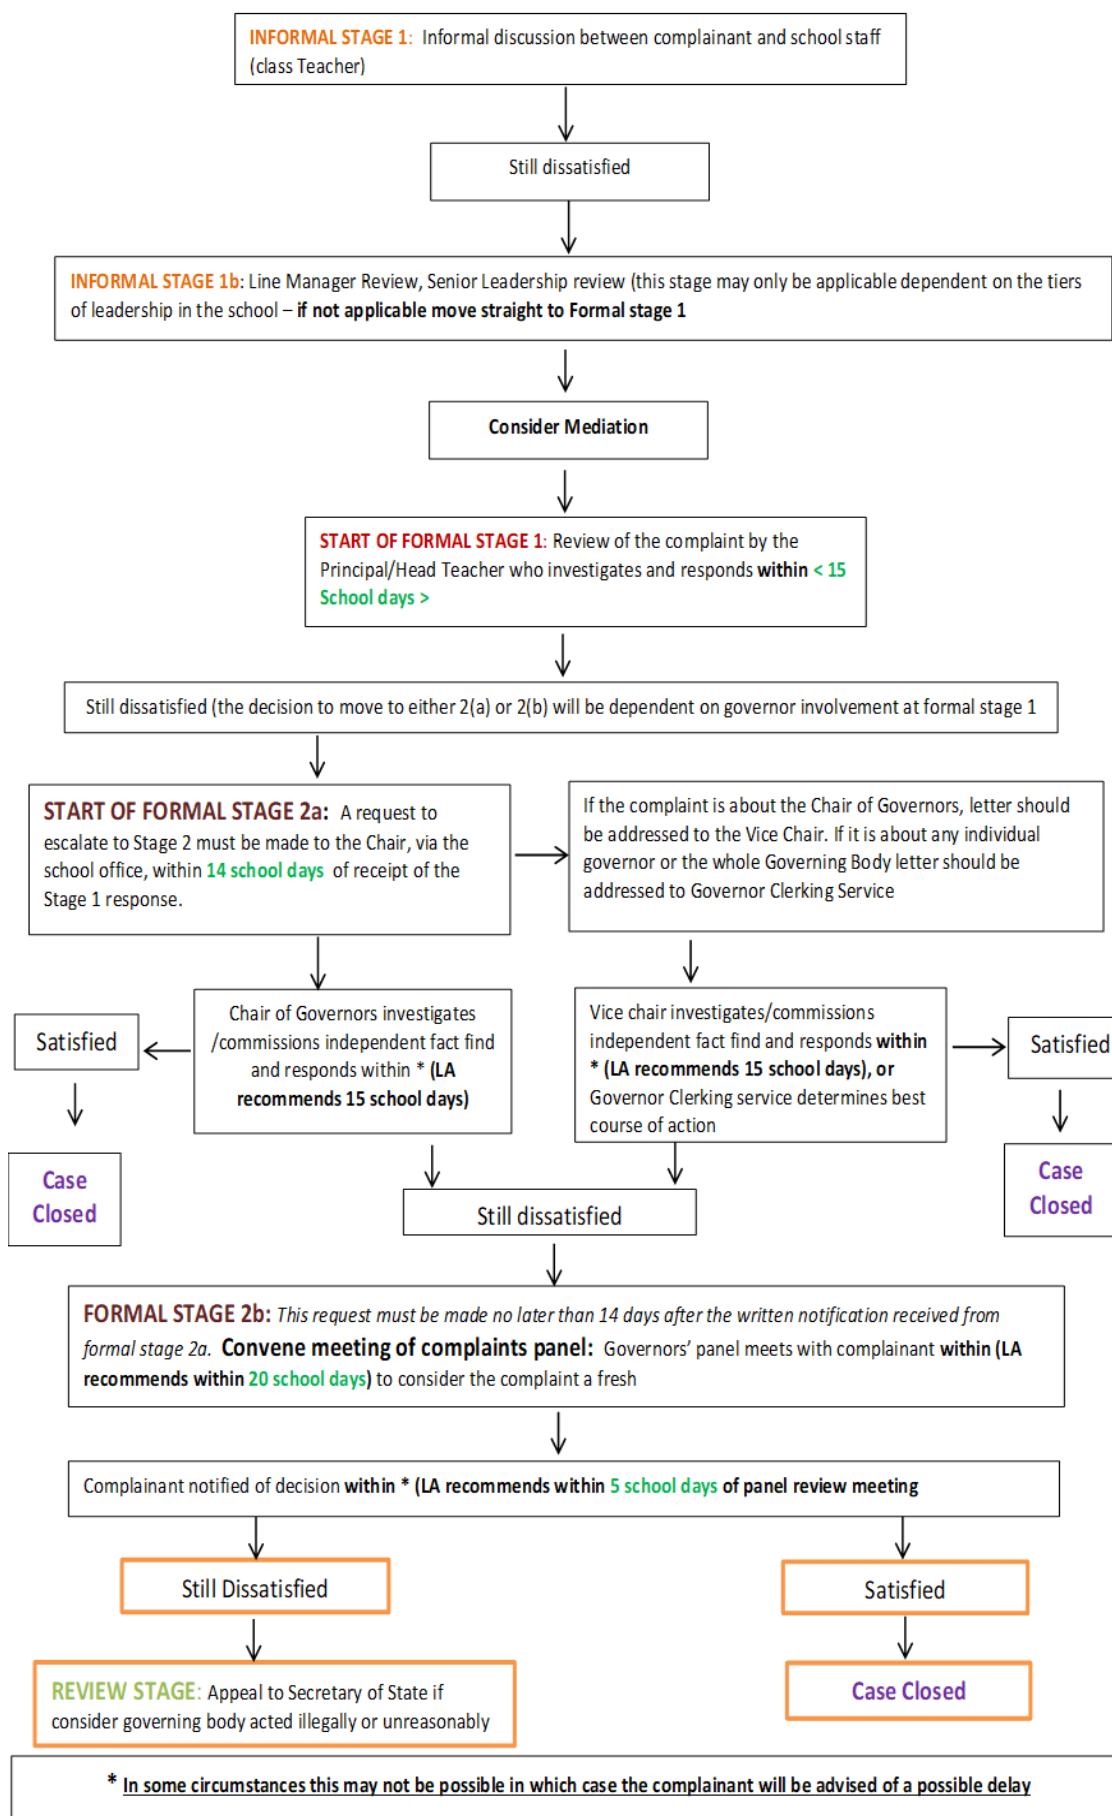 INFORMAL STAGE 1: Informal discussion between complainant and school staff
(class Teacher)
Still dissatisfied
INFORMAL STAGE 1b: Line Manager Review, Senior Leadership review (this stage may only be applicable dependent on the tiers
of leadership in the school – if not applicable move straight to Formal stage 1
Consider Mediation
START OF FORMAL STAGE 1: Review of the complaint by the
Principal/Head Teacher who investigates and responds within < 15
School days >
Still dissatisfied (the decision to move to either 2(a) or 2(b) will be dependent on governor involvement at formal stage 1
START OF FORMAL STAGE 2a: A request to
escalate to Stage 2 must be made to the Chair, via the
school office, within 14 school days of receipt of the
Stage 1 response.
If the complaint is about the Chair of Governors, letter should
be addressed to the Vice Chair. If it is about any individual
governor or the whole Governing Body letter should be
addressed to Governor Clerking Service
Satisfied
Chair of Governors investigates
/commissions independent fact find
and responds within * (LA
recommends 15 school days)
Vice chair investigates/commissions
independent fact find and responds within
* (LA recommends 15 school days), or
Governor Clerking service determines best
course of action
Satisfied
Case
Closed
Case
Closed
Still dissatisfied
FORMAL STAGE 2b: This request must be made no later than 14 days after the written notification received from
formal stage 2a. Convene meeting of complaints panel: Governors' panel meets with complainant within (LA
recommends within 20 school days) to consider the complaint a fresh
Complainant notified of decision within * (LA recommends within 5 school days of panel review meeting
Still Dissatisfied
Satisfied
REVIEW STAGE: Appeal to Secretary of State if
consider governing body acted illegally or unreasonably
Case Closed
* In some circumstances this may not be possible in which case the complainant will be advised of a possible delay